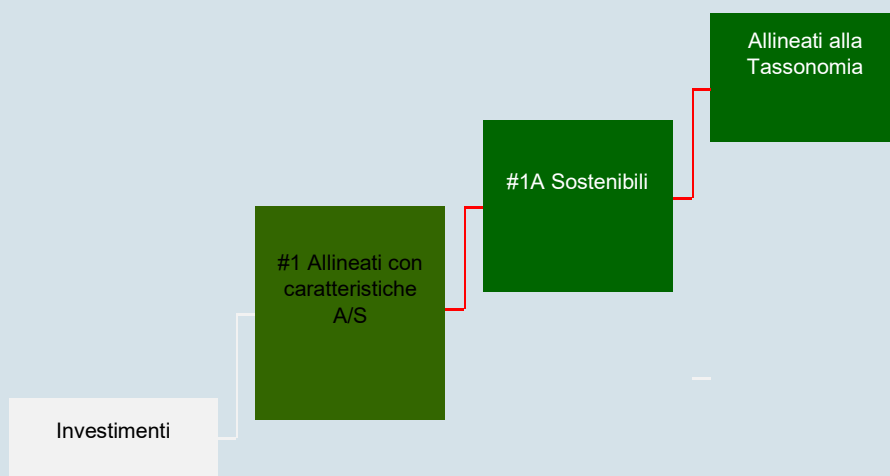 Allineati alla
Tassonomia
#1A Sostenibili
#1 Allineati con
caratteristiche
A/S
Investimenti